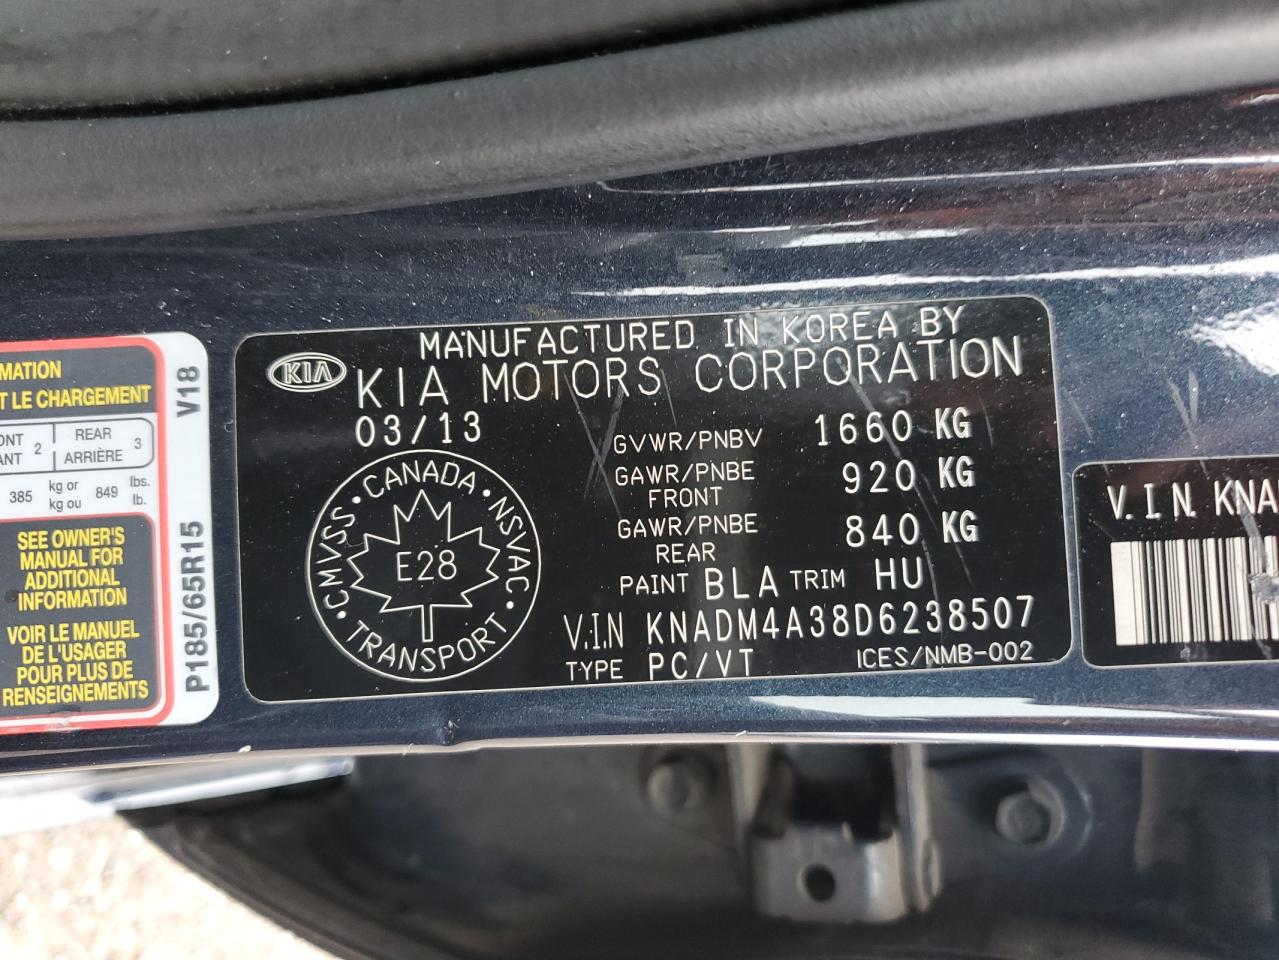 MATION
T LE CHARGEMENT
ONT 2 REAR 3
ANT ARRIÈRE
385 kg or 849 lbs.
kg ou lb.
SEE OWNER'S
MANUAL FOR
ADDITIONAL
INFORMATION
VOIR LE MANUEL
DE L'USAGER
POUR PLUS DE
RENSEIGNEMENTS
P185/65R15 V18
KIA
MANUFACTURED IN KOREA BY
KIA MOTORS CORPORATION
03/13
GVWR/PNBV 1660 KG
GAWR/PNBE 920 KG
FRONT
GAWR/PNBE 840 KG
REAR
PAINT BLA TRIM HU
V.I.N KNADM4A38D6238507
TYPE PC/VT ICES/NMB-002
CMVSS • CANADA • NSVAC • TRANSPORT •
E28
V.I.N. KNA